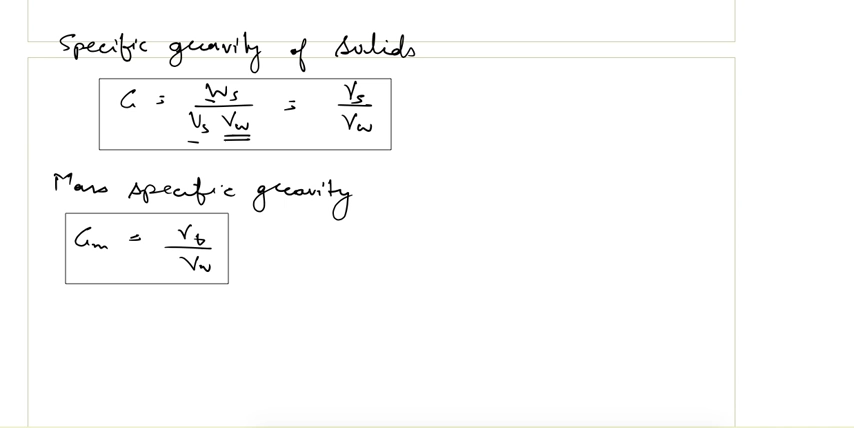 Specific gravity of solids
G = Ws / Vs γw = γs / γw
Mass specific gravity
Gm = γt / γw